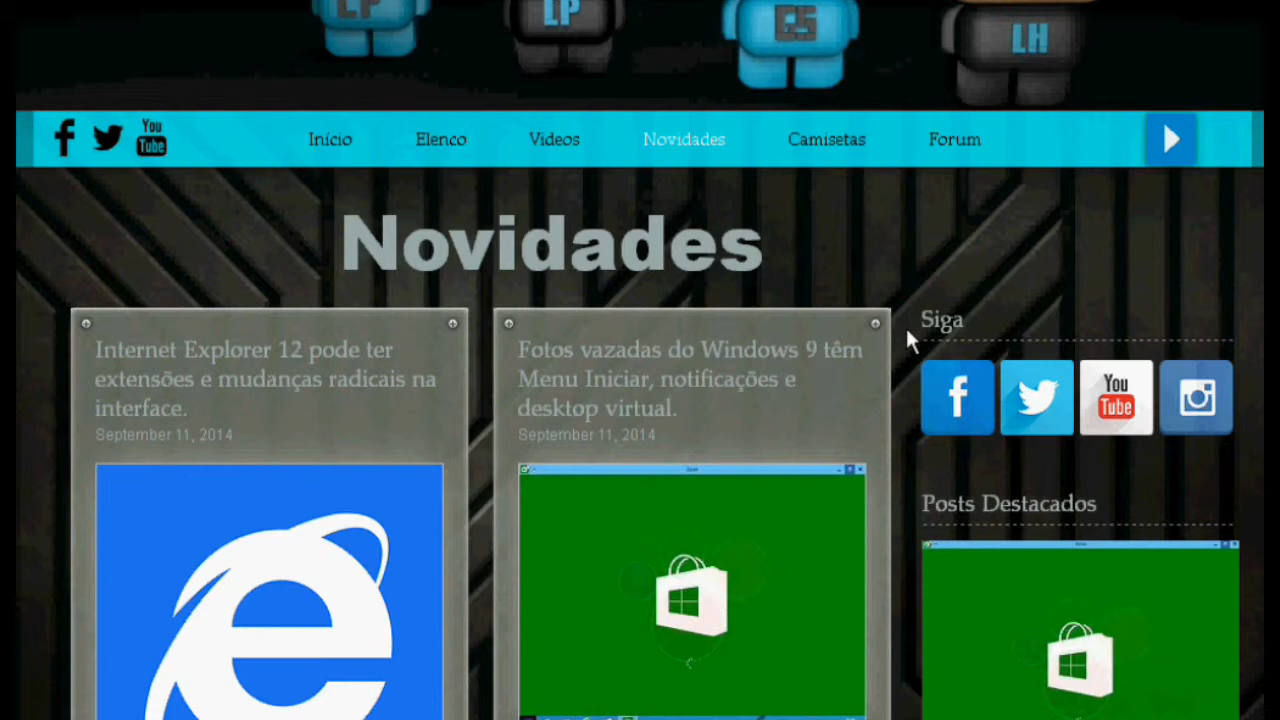 LP LP ES LH
You
Tube
Início Elenco Videos Novidades Camisetas Forum
Novidades
Internet Explorer 12 pode ter
extensões e mudanças radicais na
interface.
September 11, 2014
Fotos vazadas do Windows 9 têm
Menu Iniciar, notificações e
desktop virtual.
September 11, 2014
Siga
You
Tube
Posts Destacados